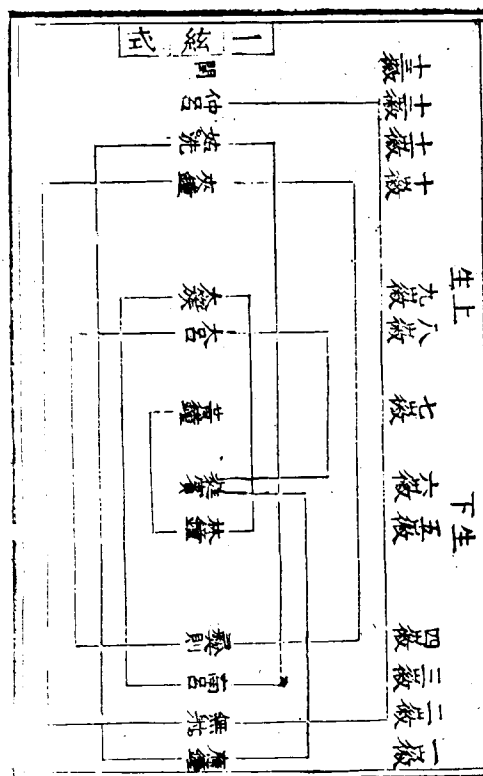 一絃式
十三徽
十二徽
十一徽
十徽
九徽
八徽
七徽
六徽
五徽
四徽
三徽
二徽
一徽
上生
下生
閏
仲呂
姑洗
夾鐘
太簇
大呂
黃鐘
蕤賓
林鐘
夷則
南呂
無射
應鐘